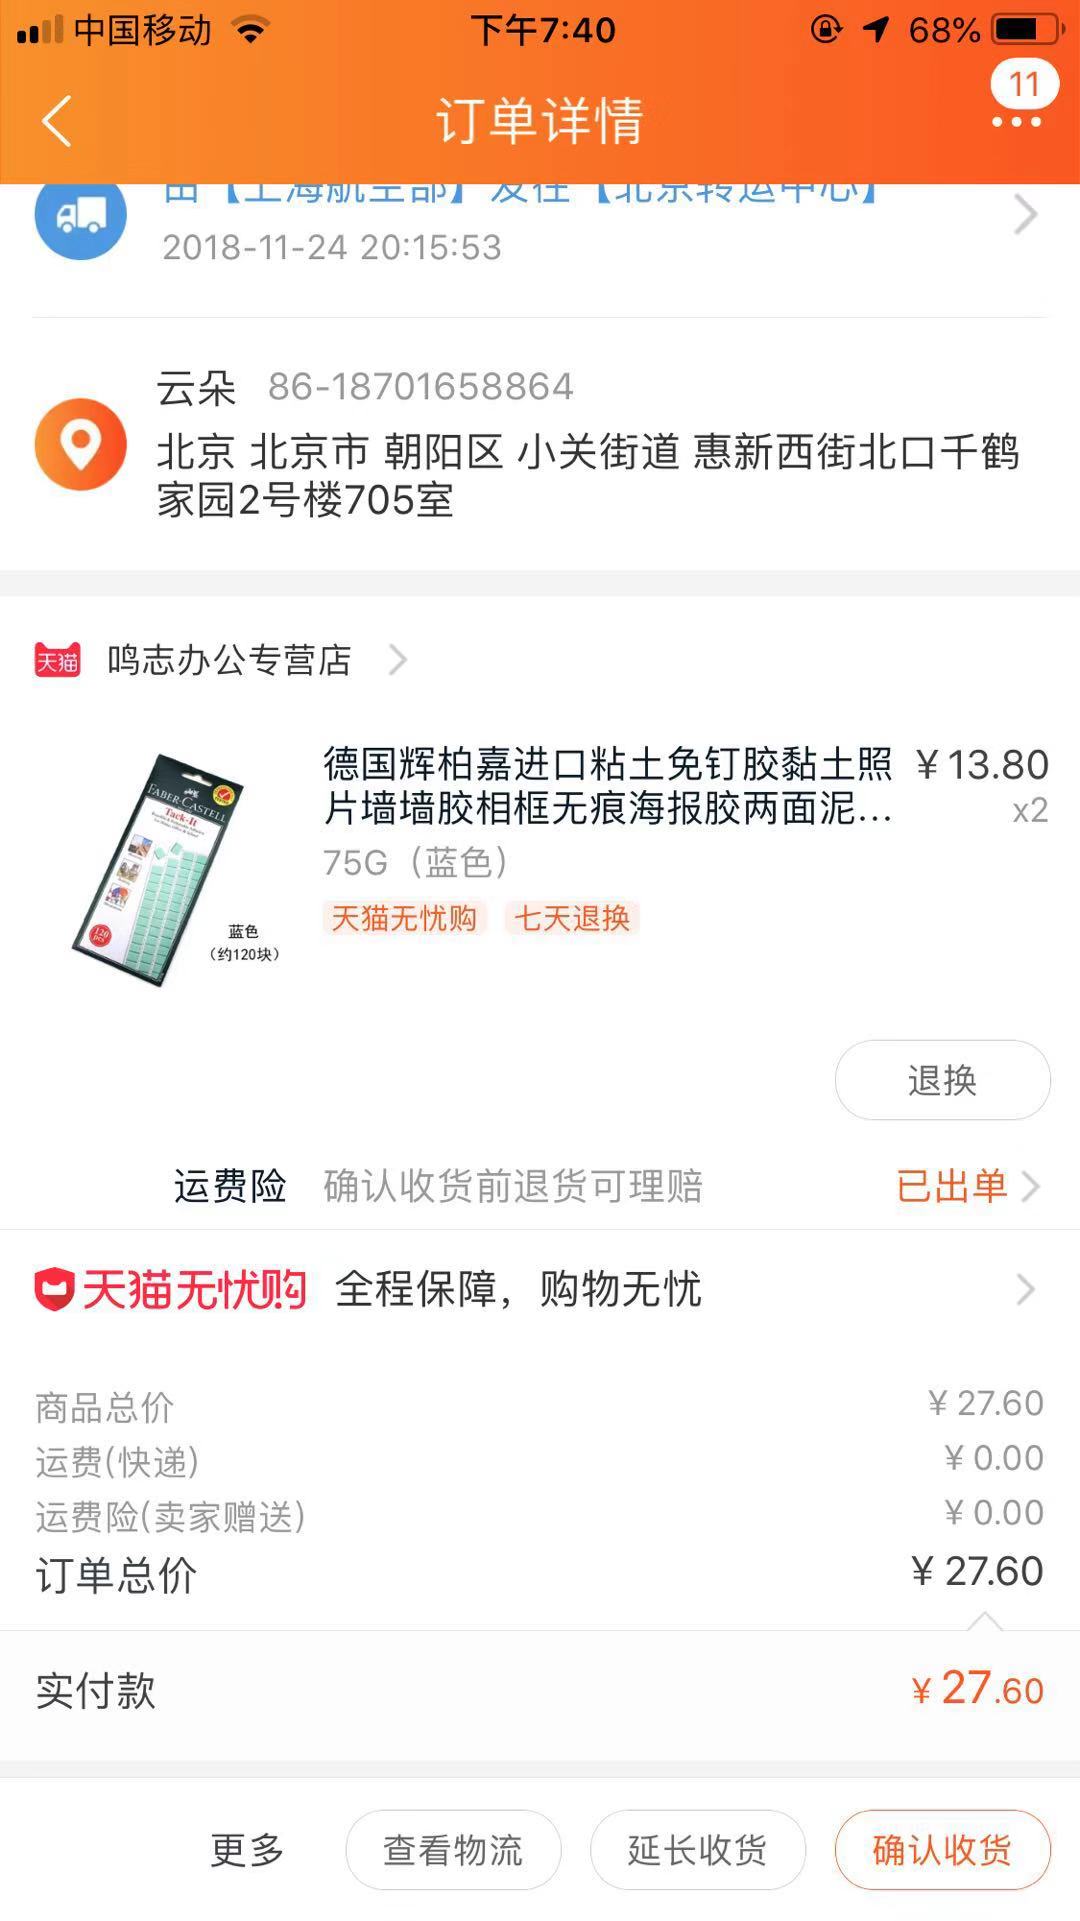 中国移动
下午7:40
68%
订单详情
11
由【上海航空部】发往【北京转运中心】
2018-11-24 20:15:53
云朵 86-18701658864
北京 北京市 朝阳区 小关街道 惠新西街北口千鹤
家园2号楼705室
天猫 鸣志办公专营店
德国辉柏嘉进口粘土免钉胶黏土照
片墙墙胶相框无痕海报胶两面泥...
¥13.80
x2
75G（蓝色）
天猫无忧购 七天退换
FABER-CASTELL
Tack-It
120
PCS
蓝色
（约120块）
退换
运费险 确认收货前退货可理赔 已出单
天猫无忧购 全程保障，购物无忧
商品总价 ¥ 27.60
运费(快递) ¥ 0.00
运费险(卖家赠送) ¥ 0.00
订单总价 ¥ 27.60
实付款 ¥ 27.60
更多 查看物流 延长收货 确认收货